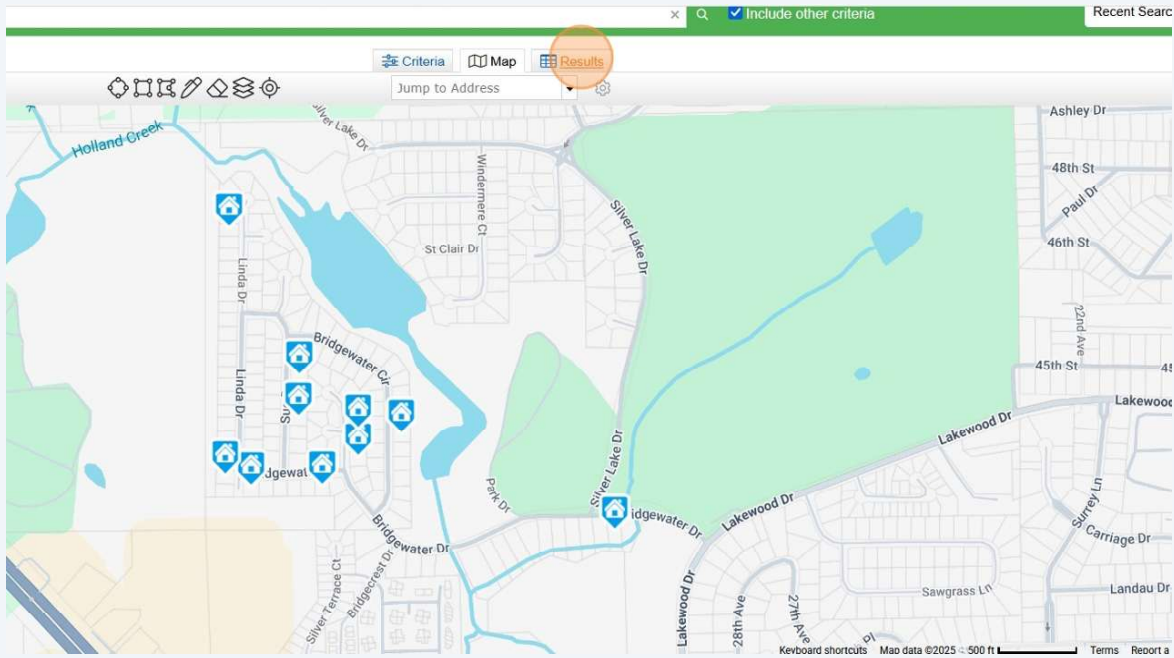 × Include other criteria Recent Searc
Criteria Map Results
Jump to Address
Holland Creek
Silver Lake Dr
Windermere Ct
St Clair Dr
Silver Lake Dr
Ashley Dr
48th St
Paul Dr
46th St
22nd Ave
45th St
Lakewood Dr
Linda Dr
Bridgewater Cir
Linda Dr
Silver Lake Dr
Park Dr
idgewater Dr
Lakewood Dr
Bridgewater Dr
Bridgecrest Dr
Silver Terrace Ct
Lakewood Dr
28th Ave
27th Ave
Pl
Surrey Ln
Carriage Dr
Sawgrass Ln
Landau Dr
Keyboard shortcuts Map data ©2025 500 ft Terms Report a